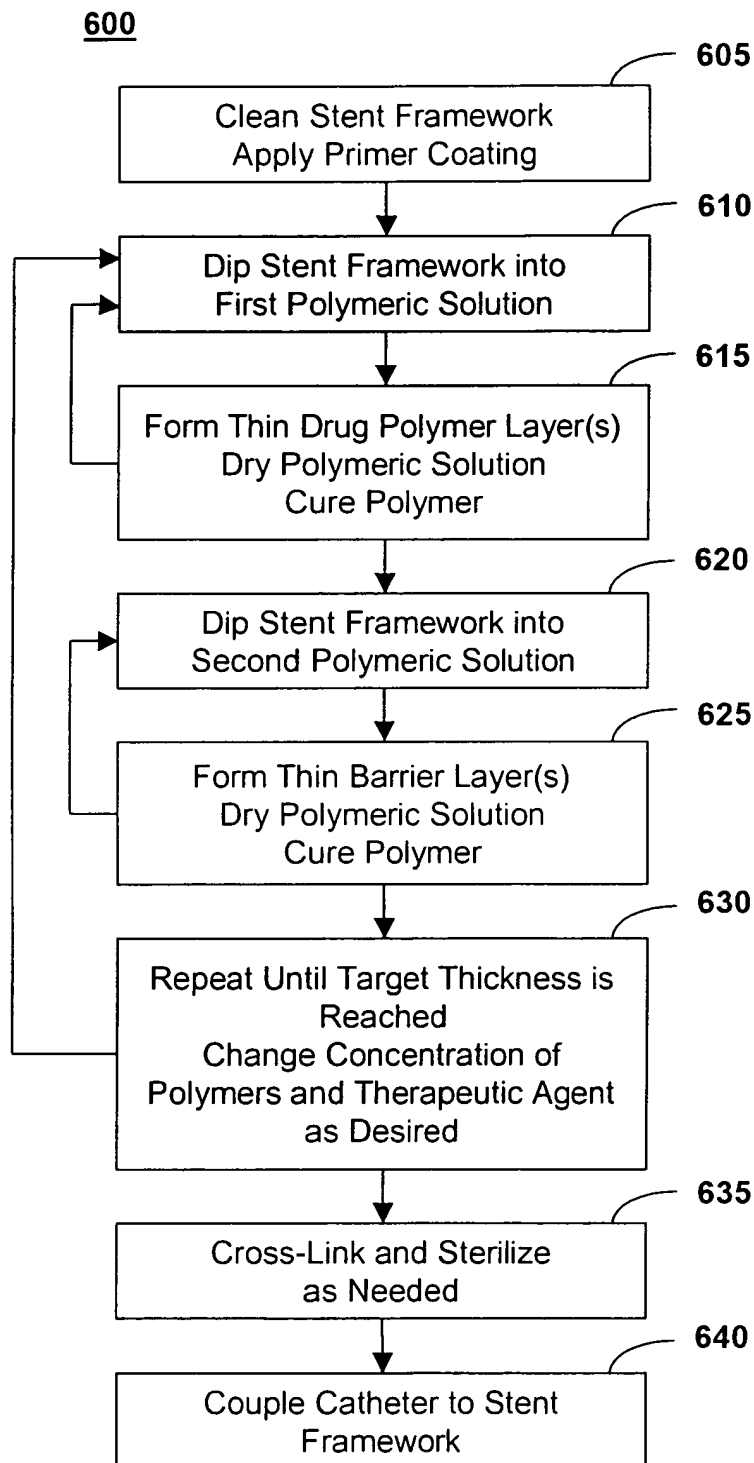 600
605
Clean Stent Framework
Apply Primer Coating
610
Dip Stent Framework into
First Polymeric Solution
615
Form Thin Drug Polymer Layer(s)
Dry Polymeric Solution
Cure Polymer
620
Dip Stent Framework into
Second Polymeric Solution
625
Form Thin Barrier Layer(s)
Dry Polymeric Solution
Cure Polymer
630
Repeat Until Target Thickness is
Reached
Change Concentration of
Polymers and Therapeutic Agent
as Desired
635
Cross-Link and Sterilize
as Needed
640
Couple Catheter to Stent
Framework